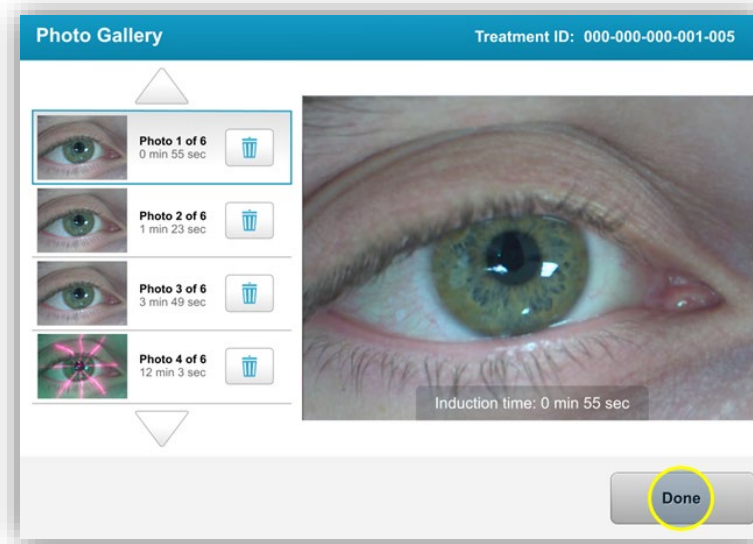 Photo Gallery
Treatment ID: 000-000-000-001-005
Photo 1 of 6
0 min 55 sec
Photo 2 of 6
1 min 23 sec
Photo 3 of 6
3 min 49 sec
Photo 4 of 6
12 min 3 sec
Induction time: 0 min 55 sec
Done